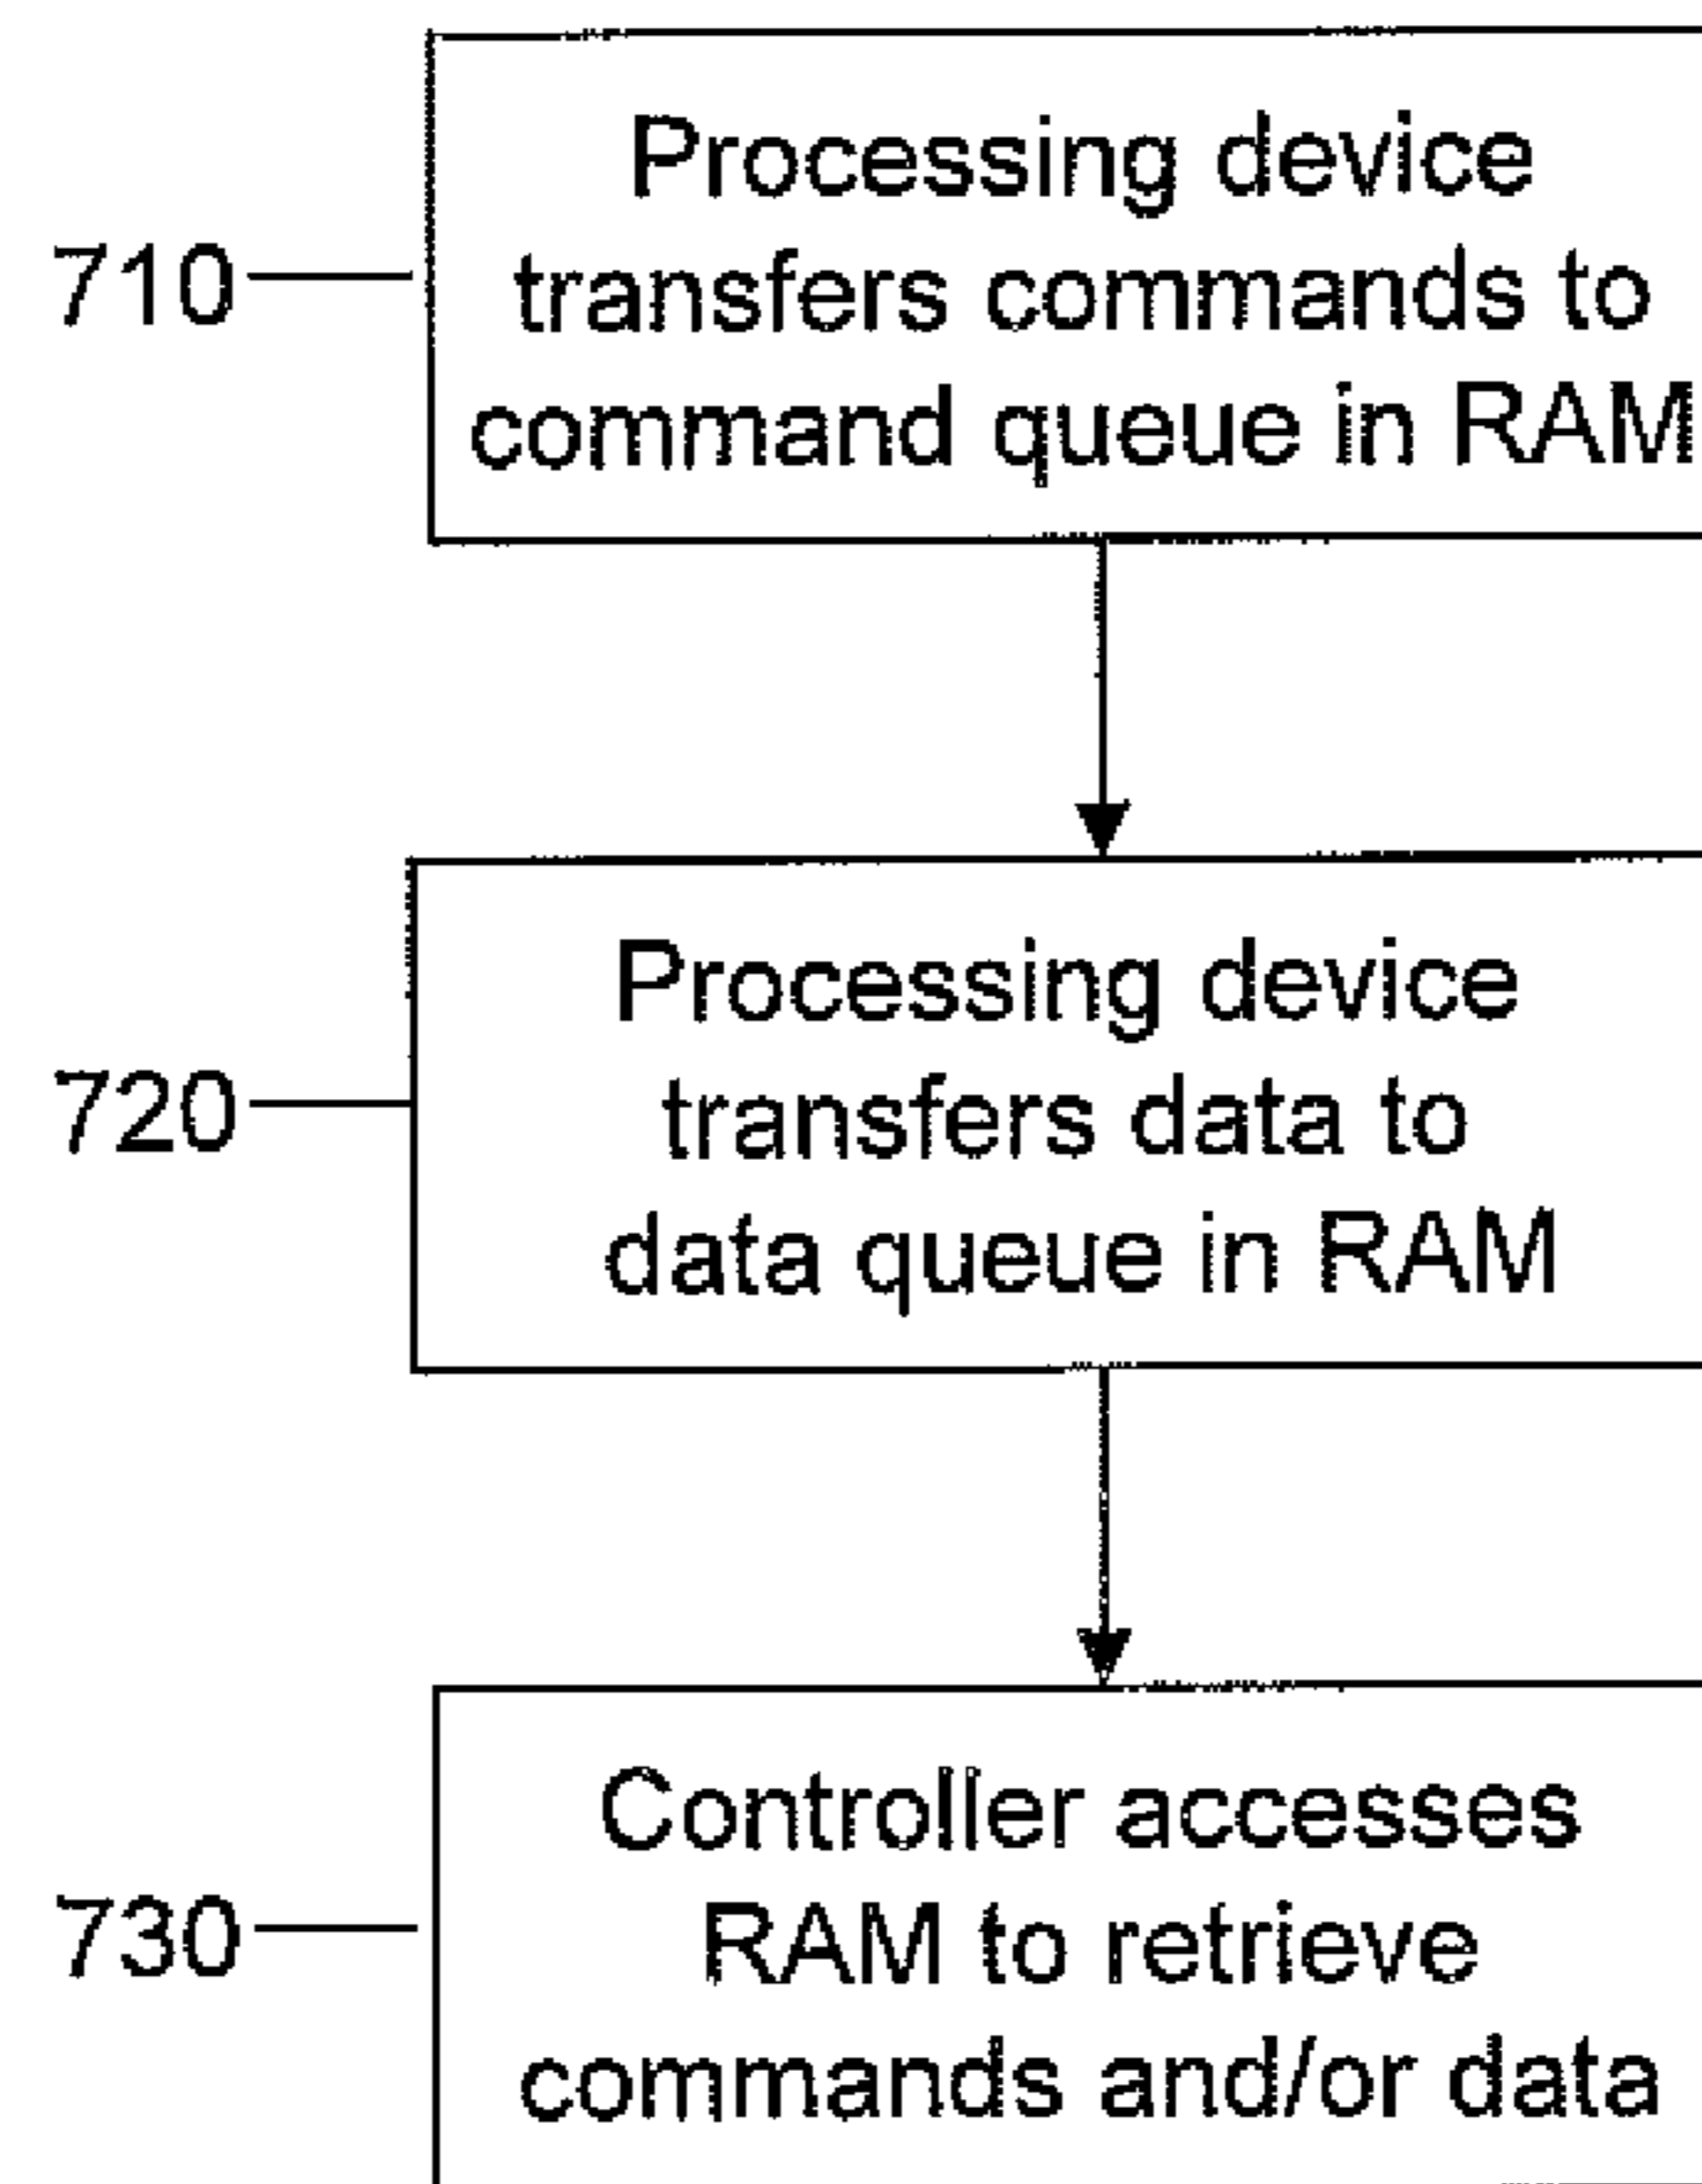 710
Processing device
transfers commands to
command queue in RAM
720
Processing device
transfers data to
data queue in RAM
730
Controller accesses
RAM to retrieve
commands and/or data